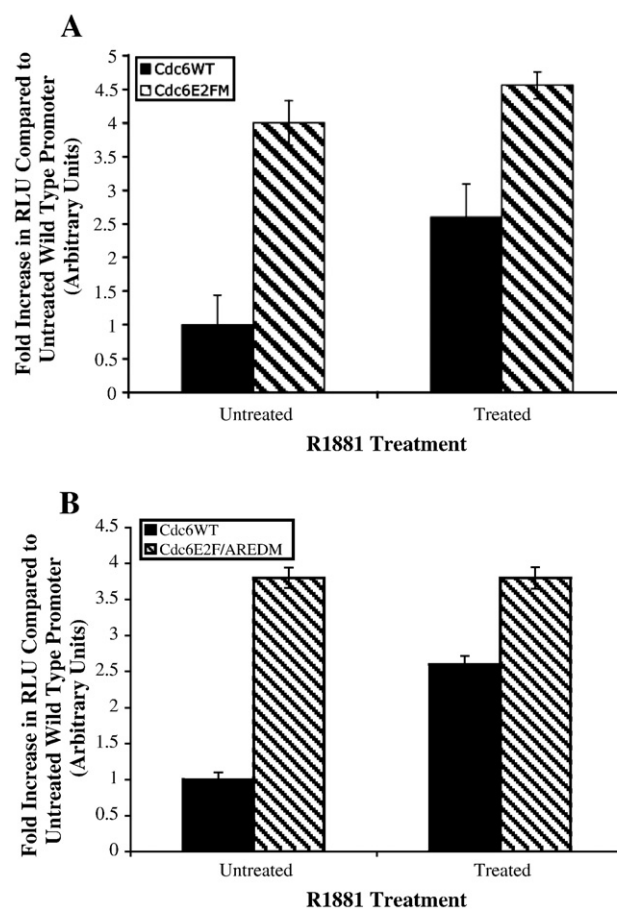 A
Cdc6WT
Cdc6E2FM
Fold Increase in RLU Compared to
Untreated Wild Type Promoter
(Arbitrary Units)
5
4.5
4
3.5
3
2.5
2
1.5
1
0.5
0
Untreated
Treated
R1881 Treatment
B
Cdc6WT
Cdc6E2F/AREDM
Fold Increase in RLU Compared to
Untreated Wild Type Promoter
(Arbitrary Units)
4.5
4
3.5
3
2.5
2
1.5
1
0.5
0
Untreated
Treated
R1881 Treatment